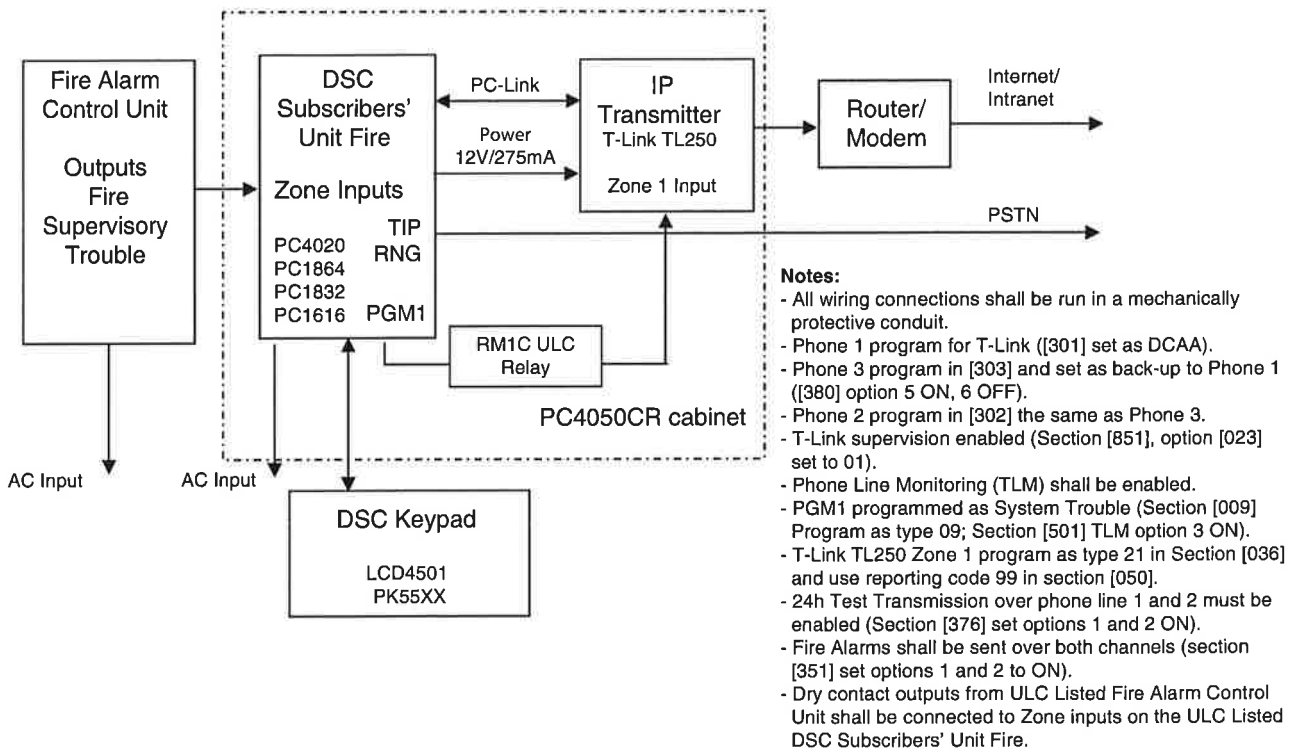 Fire Alarm
Control Unit
Outputs
Fire
Supervisory
Trouble
AC Input
DSC
Subscribers'
Unit Fire
Zone Inputs
TIP
RNG
PC4020
PC1864
PC1832
PC1616
PGM1
AC Input
PC-Link
Power
12V/275mA
IP
Transmitter
T-Link TL250
Zone 1 Input
Router/
Modem
Internet/
Intranet
PSTN
RM1C ULC
Relay
PC4050CR cabinet
DSC Keypad
LCD4501
PK55XX
Notes:
- All wiring connections shall be run in a mechanically
protective conduit.
- Phone 1 program for T-Link ([301] set as DCAA).
- Phone 3 program in [303] and set as back-up to Phone 1
([380] option 5 ON, 6 OFF).
- Phone 2 program in [302] the same as Phone 3.
- T-Link supervision enabled (Section [851], option [023]
set to 01).
- Phone Line Monitoring (TLM) shall be enabled.
- PGM1 programmed as System Trouble (Section [009]
Program as type 09; Section [501] TLM option 3 ON).
- T-Link TL250 Zone 1 program as type 21 in Section [036]
and use reporting code 99 in section [050].
- 24h Test Transmission over phone line 1 and 2 must be
enabled (Section [376] set options 1 and 2 ON).
- Fire Alarms shall be sent over both channels (section
[351] set options 1 and 2 to ON).
- Dry contact outputs from ULC Listed Fire Alarm Control
Unit shall be connected to Zone inputs on the ULC Listed
DSC Subscribers' Unit Fire.